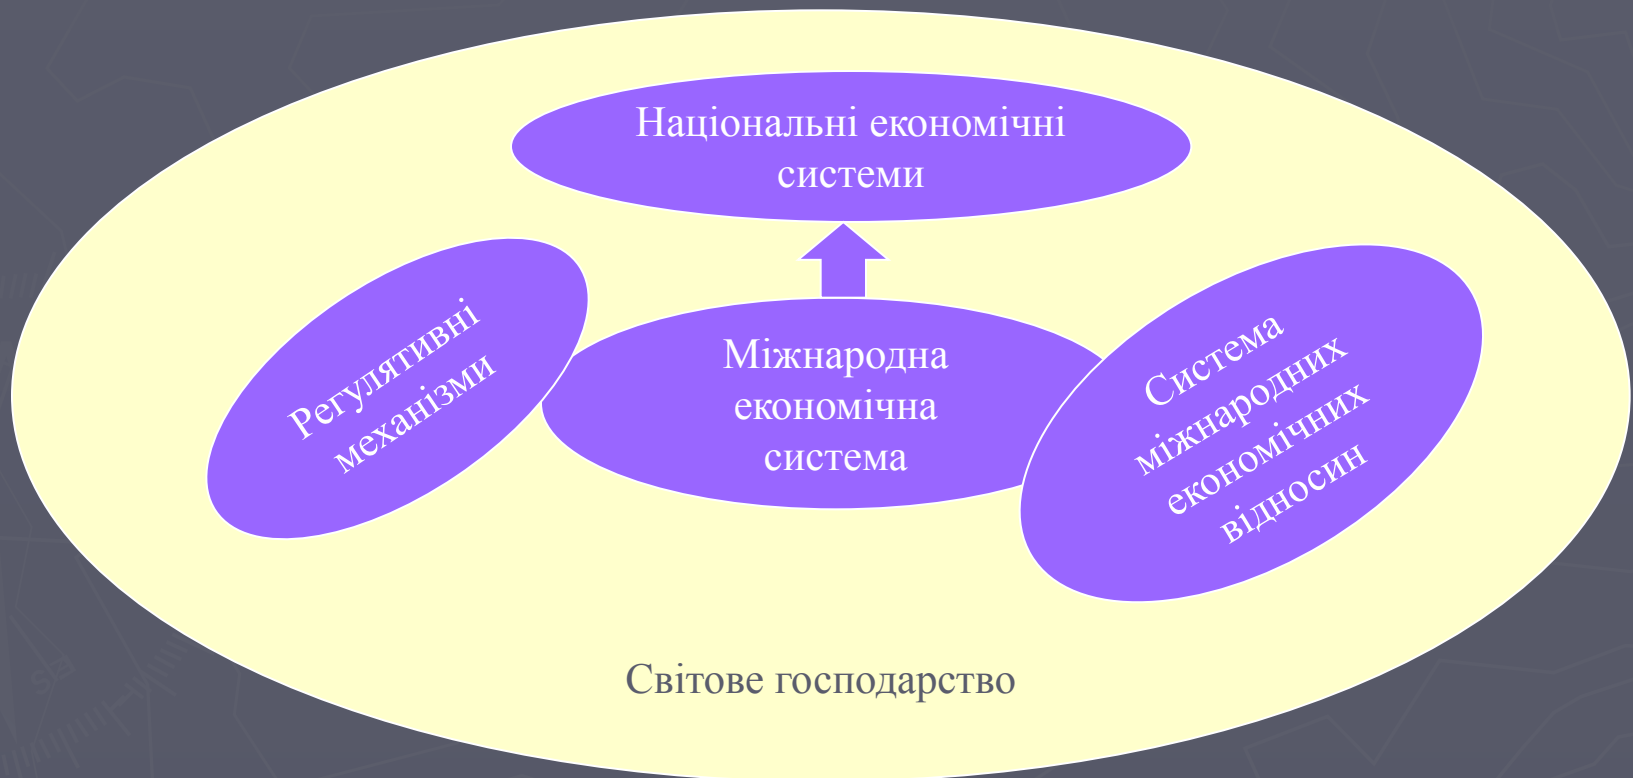 Національні економічні
системи
Регулятивні
механізми
Міжнародна
економічна
система
Система
міжнародних
економічних
відносин
Світове господарство